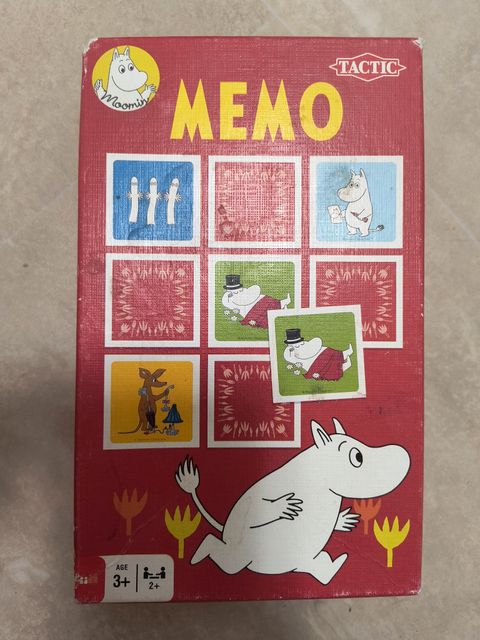 Moomin
TACTIC
MEMO
AGE
3+
2+